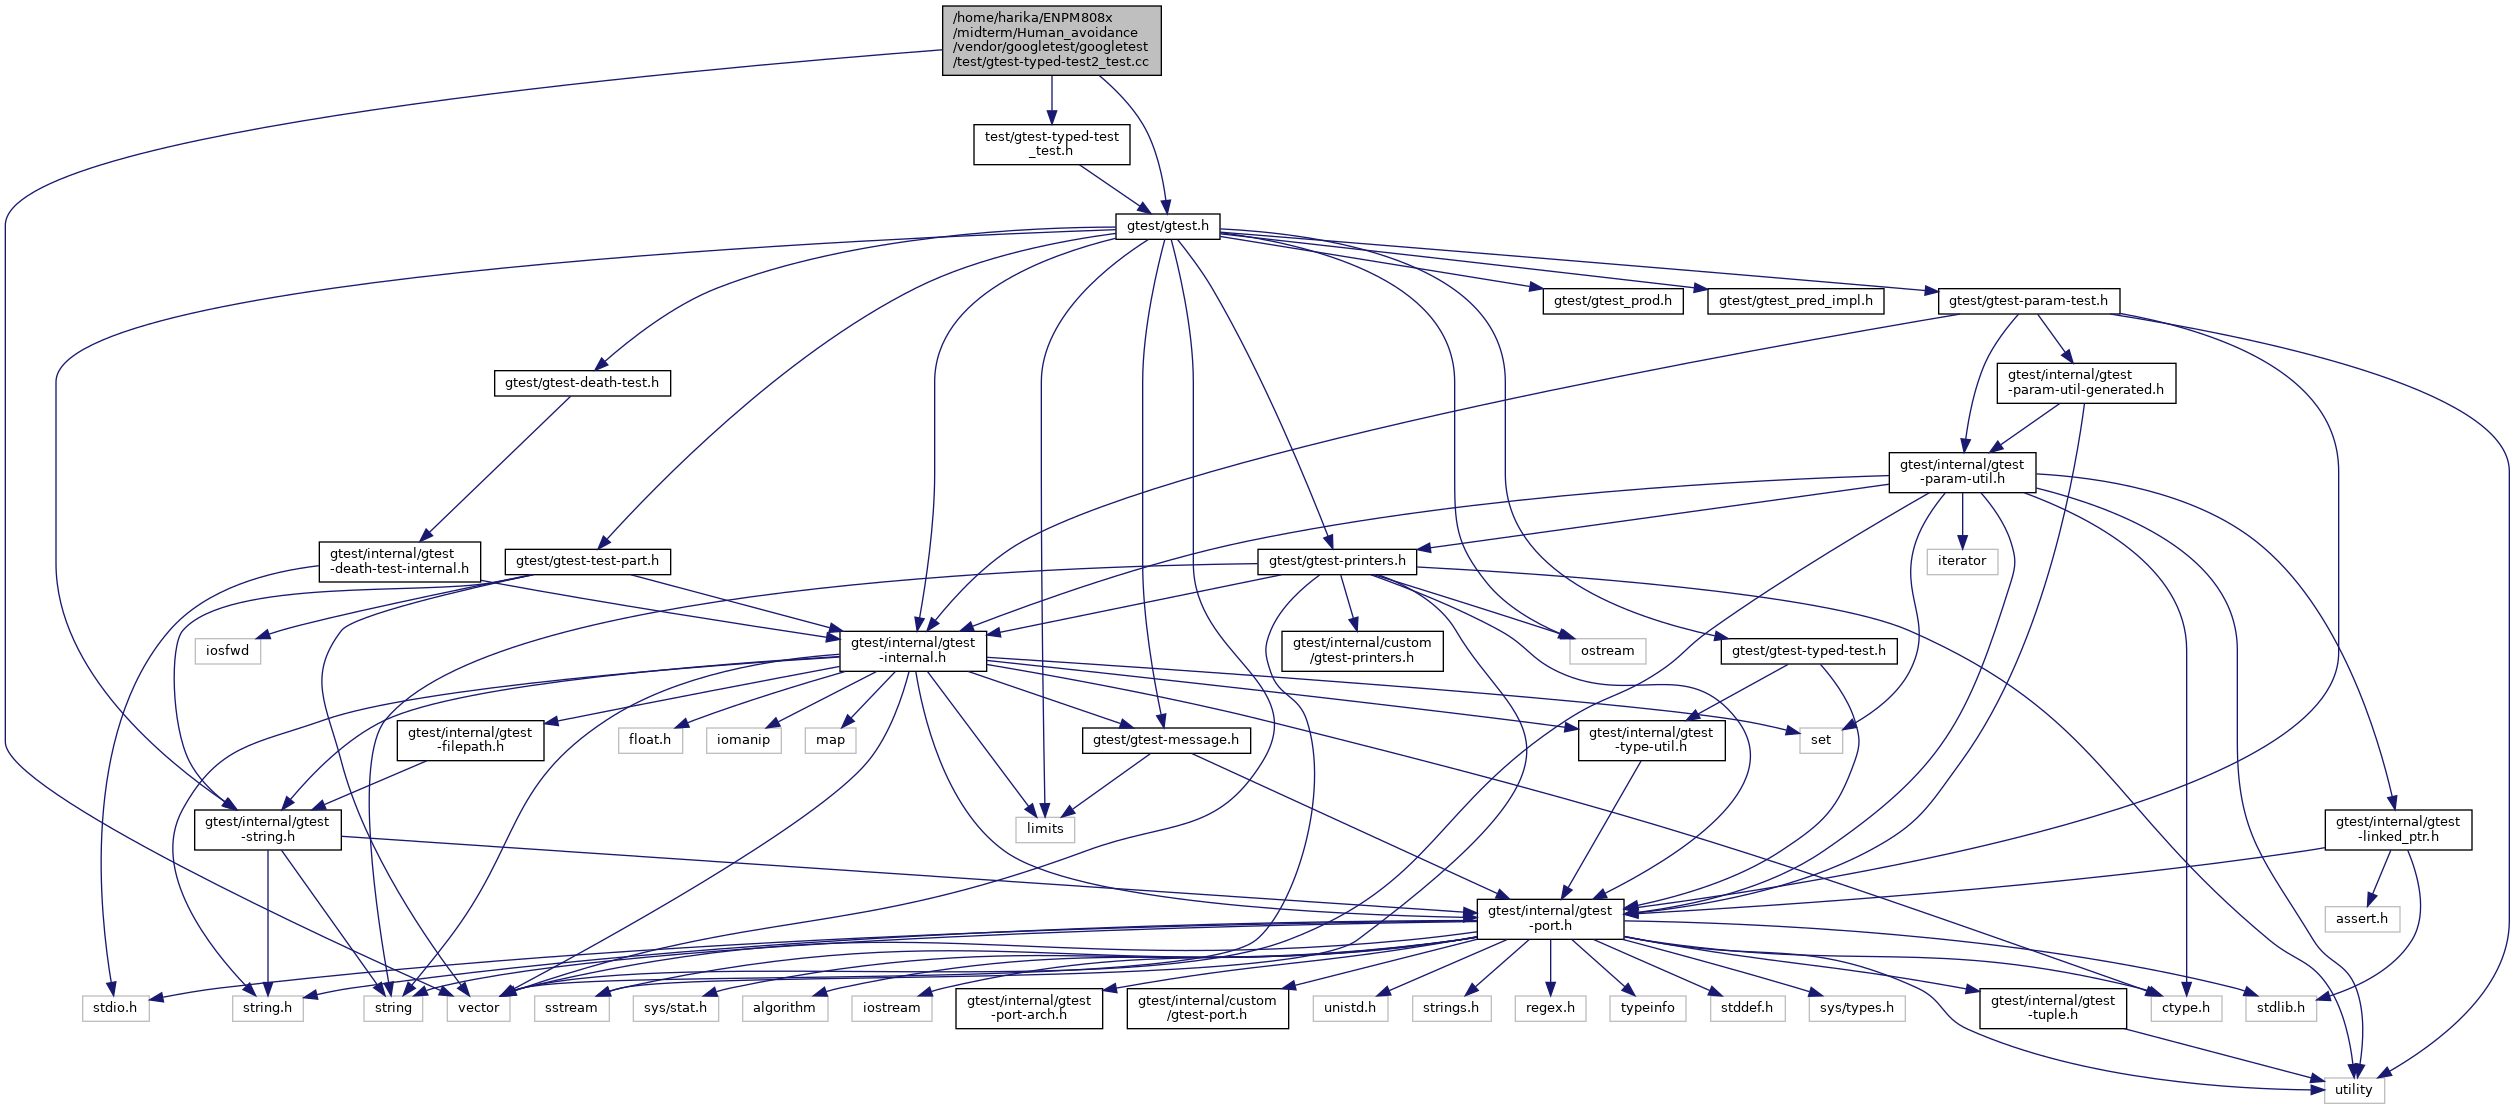 /home/harika/ENPM808x
/midterm/Human_avoidance
/vendor/googletest/googletest
/test/gtest-typed-test2_test.cc
test/gtest-typed-test
_test.h
gtest/gtest.h
gtest/gtest_prod.h
gtest/gtest_pred_impl.h
gtest/gtest-param-test.h
gtest/gtest-death-test.h
gtest/internal/gtest
-param-util-generated.h
gtest/internal/gtest
-param-util.h
gtest/internal/gtest
-death-test-internal.h
gtest/gtest-test-part.h
gtest/gtest-printers.h
iterator
iosfwd
gtest/internal/gtest
-internal.h
gtest/internal/custom
/gtest-printers.h
ostream
gtest/gtest-typed-test.h
gtest/internal/gtest
-filepath.h
float.h
iomanip
map
gtest/gtest-message.h
gtest/internal/gtest
-type-util.h
set
gtest/internal/gtest
-string.h
limits
gtest/internal/gtest
-linked_ptr.h
gtest/internal/gtest
-port.h
assert.h
stdio.h
string.h
string
vector
sstream
sys/stat.h
algorithm
iostream
gtest/internal/gtest
-port-arch.h
gtest/internal/custom
/gtest-port.h
unistd.h
strings.h
regex.h
typeinfo
stddef.h
sys/types.h
gtest/internal/gtest
-tuple.h
ctype.h
stdlib.h
utility